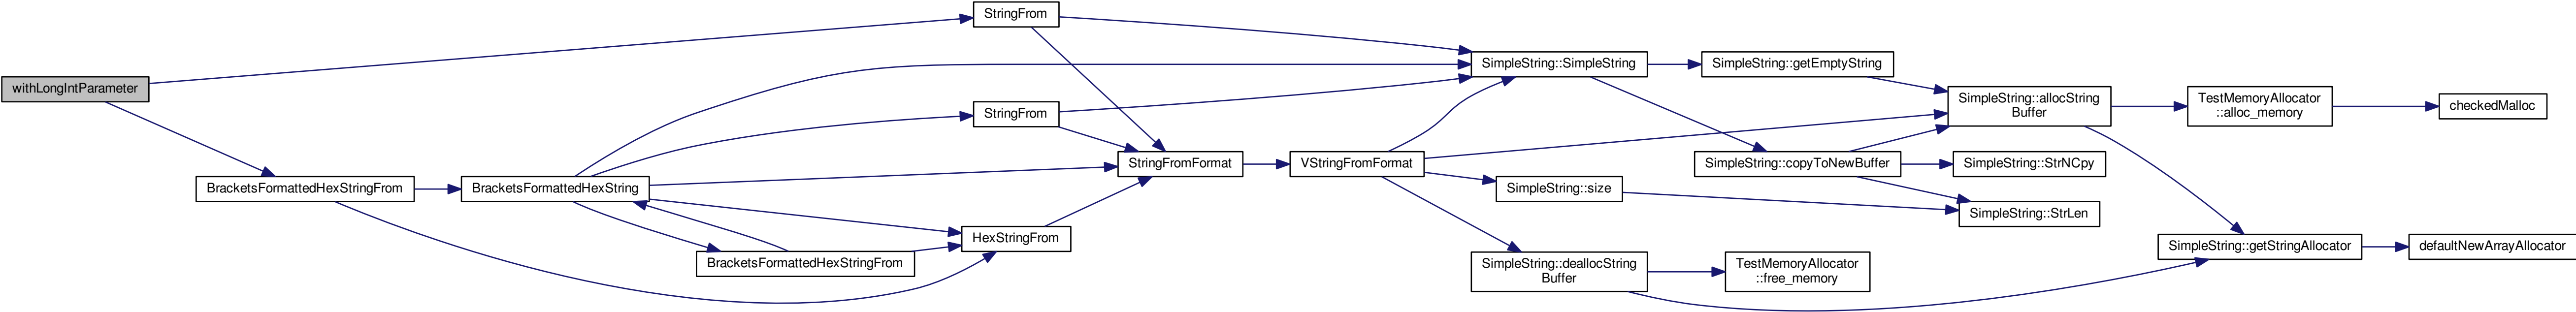 withLongIntParameter
StringFrom
BracketsFormattedHexStringFrom
BracketsFormattedHexString
StringFrom
BracketsFormattedHexStringFrom
HexStringFrom
StringFromFormat
VStringFromFormat
SimpleString::SimpleString
SimpleString::size
SimpleString::deallocString
Buffer
SimpleString::getEmptyString
SimpleString::copyToNewBuffer
TestMemoryAllocator
::free_memory
SimpleString::allocString
Buffer
SimpleString::StrNCpy
SimpleString::StrLen
TestMemoryAllocator
::alloc_memory
SimpleString::getStringAllocator
checkedMalloc
defaultNewArrayAllocator